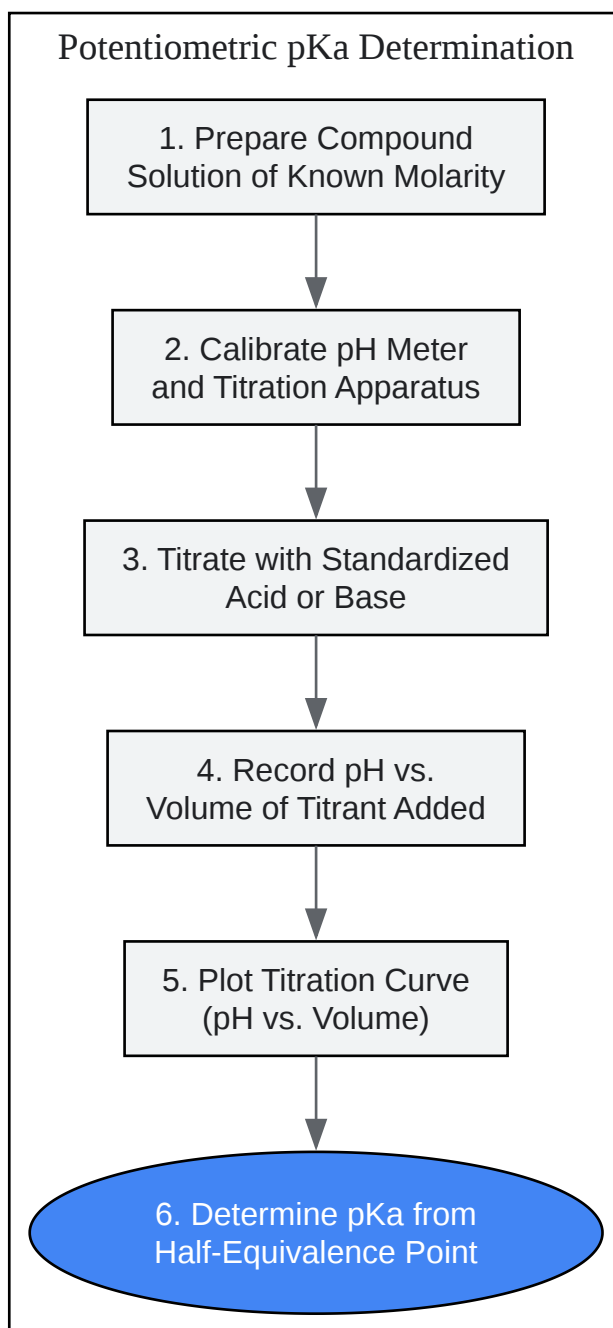 Potentiometric pKa Determination
1. Prepare Compound
Solution of Known Molarity
2. Calibrate pH Meter
and Titration Apparatus
3. Titrate with Standardized
Acid or Base
4. Record pH vs.
Volume of Titrant Added
5. Plot Titration Curve
(pH vs. Volume)
6. Determine pKa from
Half-Equivalence Point